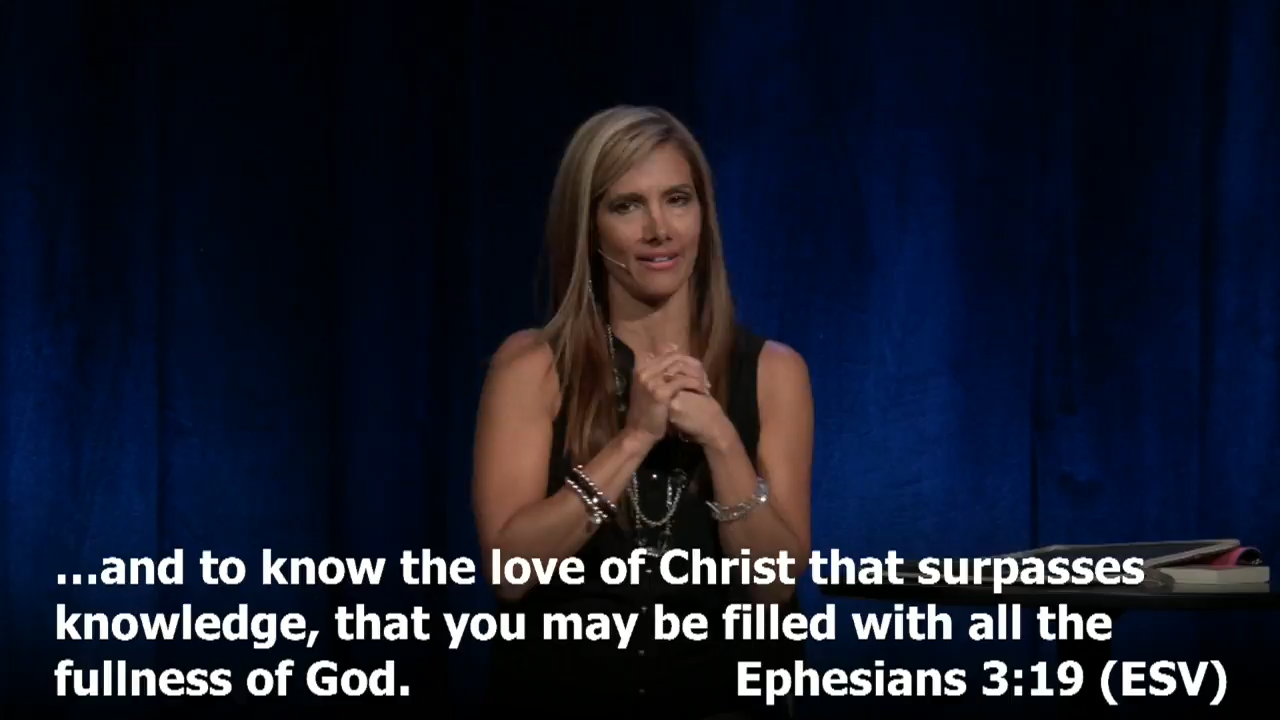 ...and to know the love of Christ that surpasses
knowledge, that you may be filled with all the
fullness of God. Ephesians 3:19 (ESV)